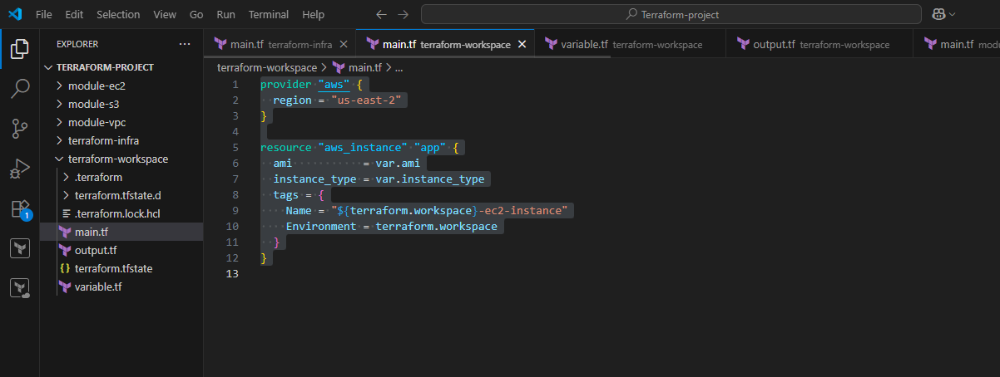 File Edit Selection View Go Run Terminal Help Terraform-project
EXPLORER
main.tf terraform-infra
main.tf terraform-workspace
variable.tf terraform-workspace
output.tf terraform-workspace
main.tf
TERRAFORM-PROJECT
module-ec2
module-s3
module-vpc
terraform-infra
terraform-workspace
.terraform
terraform.tfstate.d
.terraform.lock.hcl
main.tf
output.tf
terraform.tfstate
variable.tf
1
terraform-workspace > main.tf > ...
1 provider "aws" {
2   region = "us-east-2"
3 }
4
5 resource "aws_instance" "app" {
6   ami           = var.ami
7   instance_type = var.instance_type
8   tags = {
9     Name = "${terraform.workspace}-ec2-instance"
10     Environment = terraform.workspace
11   }
12 }
13